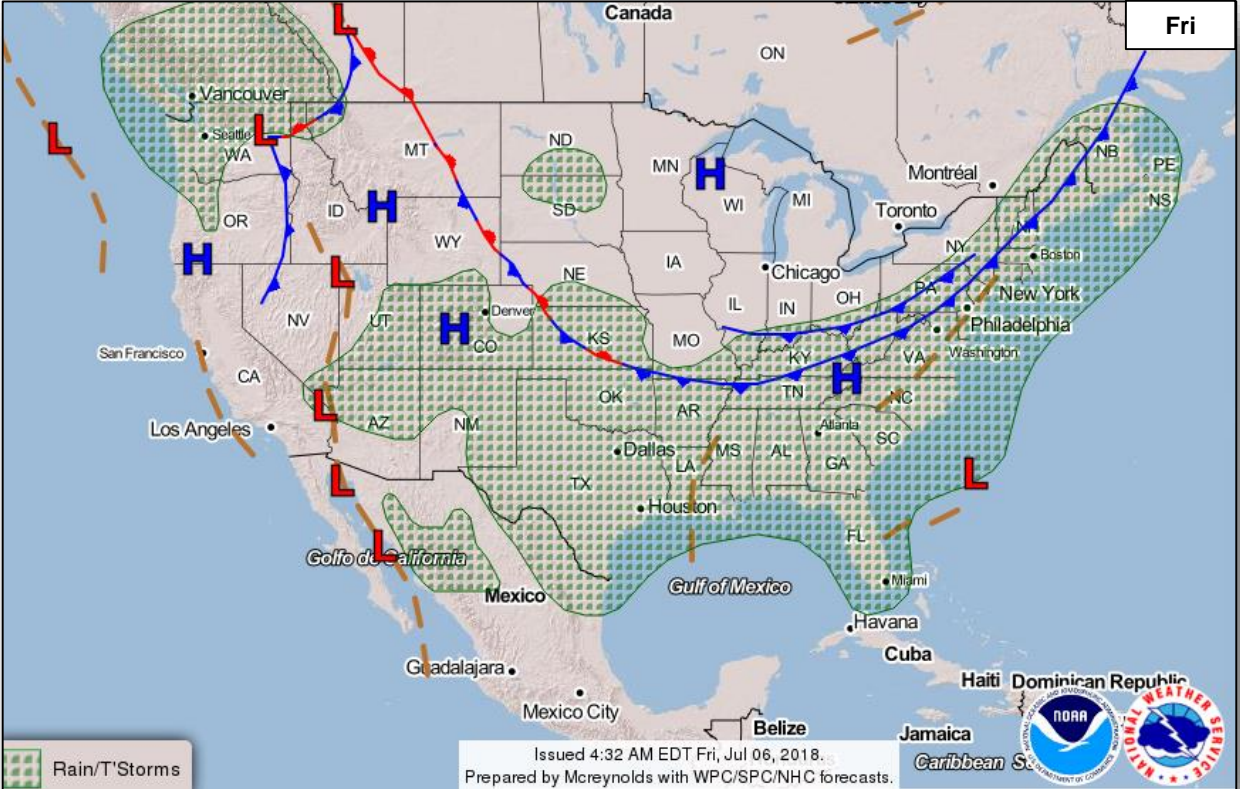 Canada
Fri
ON
L
Vancouver
L
Seattle
L
WA
MT
ND
MN
H
Montréal
NB
PE
NS
OR
ID
H
SD
WI
MI
Toronto
H
WY
NY
Boston
L
NE
IA
Chicago
NV
UT
Denver
H
CO
KS
IL
IN
OH
PA
New York
Philadelphia
San Francisco
MO
KY
VA
Washington
CA
H
L
OK
TN
NC
Los Angeles
AZ
NM
AR
Atlanta
SC
Dallas
LA
MS
AL
GA
L
L
TX
Houston
FL
L
Golfo de California
Mexico
Gulf of Mexico
Miami
Havana
Cuba
Guadalajara
Haiti
Dominican Republic
Mexico City
Belize
Jamaica
Caribbean
NOAA
NATIONAL WEATHER SERVICE
Rain/T'Storms
Issued 4:32 AM EDT Fri, Jul 06, 2018.
Prepared by Mcreynolds with WPC/SPC/NHC forecasts.